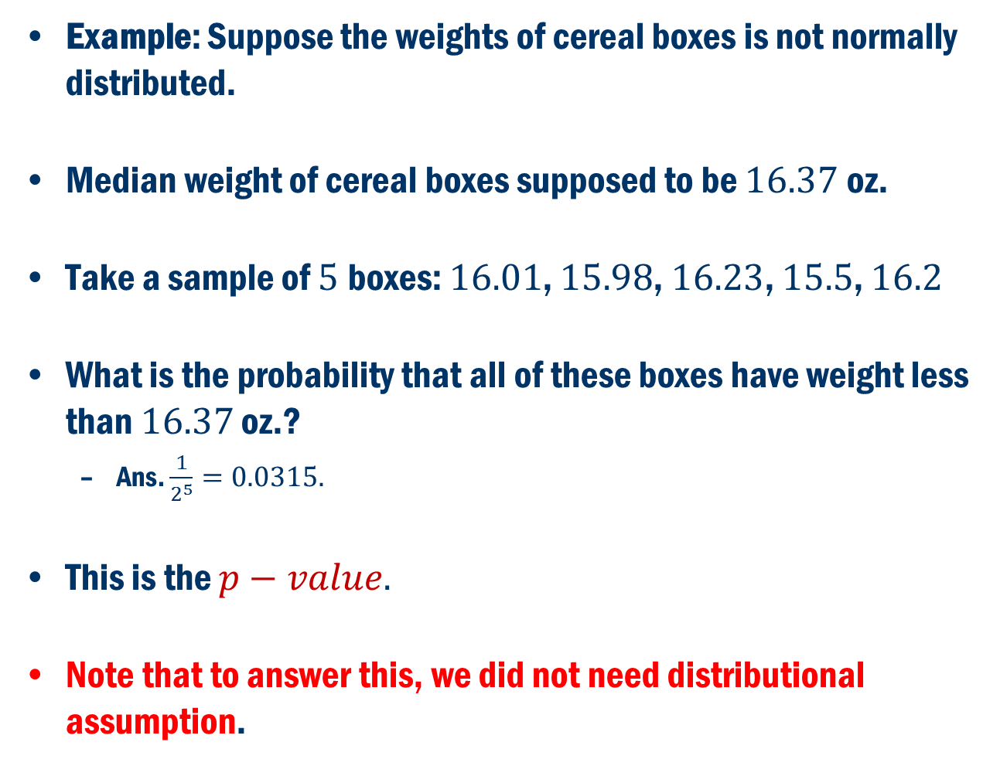 • Example: Suppose the weights of cereal boxes is not normally
distributed.
• Median weight of cereal boxes supposed to be 16.37 oz.
• Take a sample of 5 boxes: 16.01, 15.98, 16.23, 15.5, 16.2
• What is the probability that all of these boxes have weight less
than 16.37 oz.?
– Ans. 1/2⁵ = 0.0315.
• This is the p − value.
• Note that to answer this, we did not need distributional
assumption.